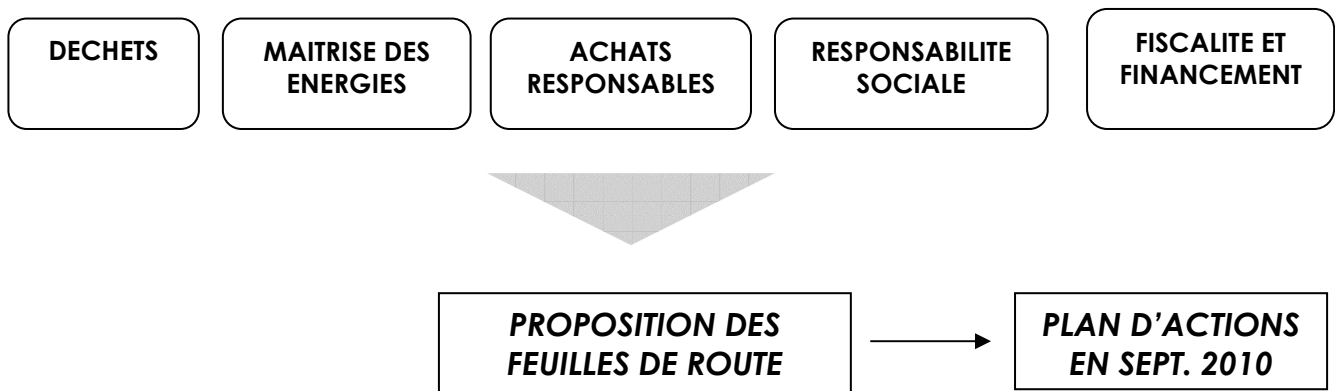 DECHETS
MAITRISE DES
ENERGIES
ACHATS
RESPONSABLES
RESPONSABILITE
SOCIALE
FISCALITE ET
FINANCEMENT
PROPOSITION DES
FEUILLES DE ROUTE
PLAN D’ACTIONS
EN SEPT. 2010